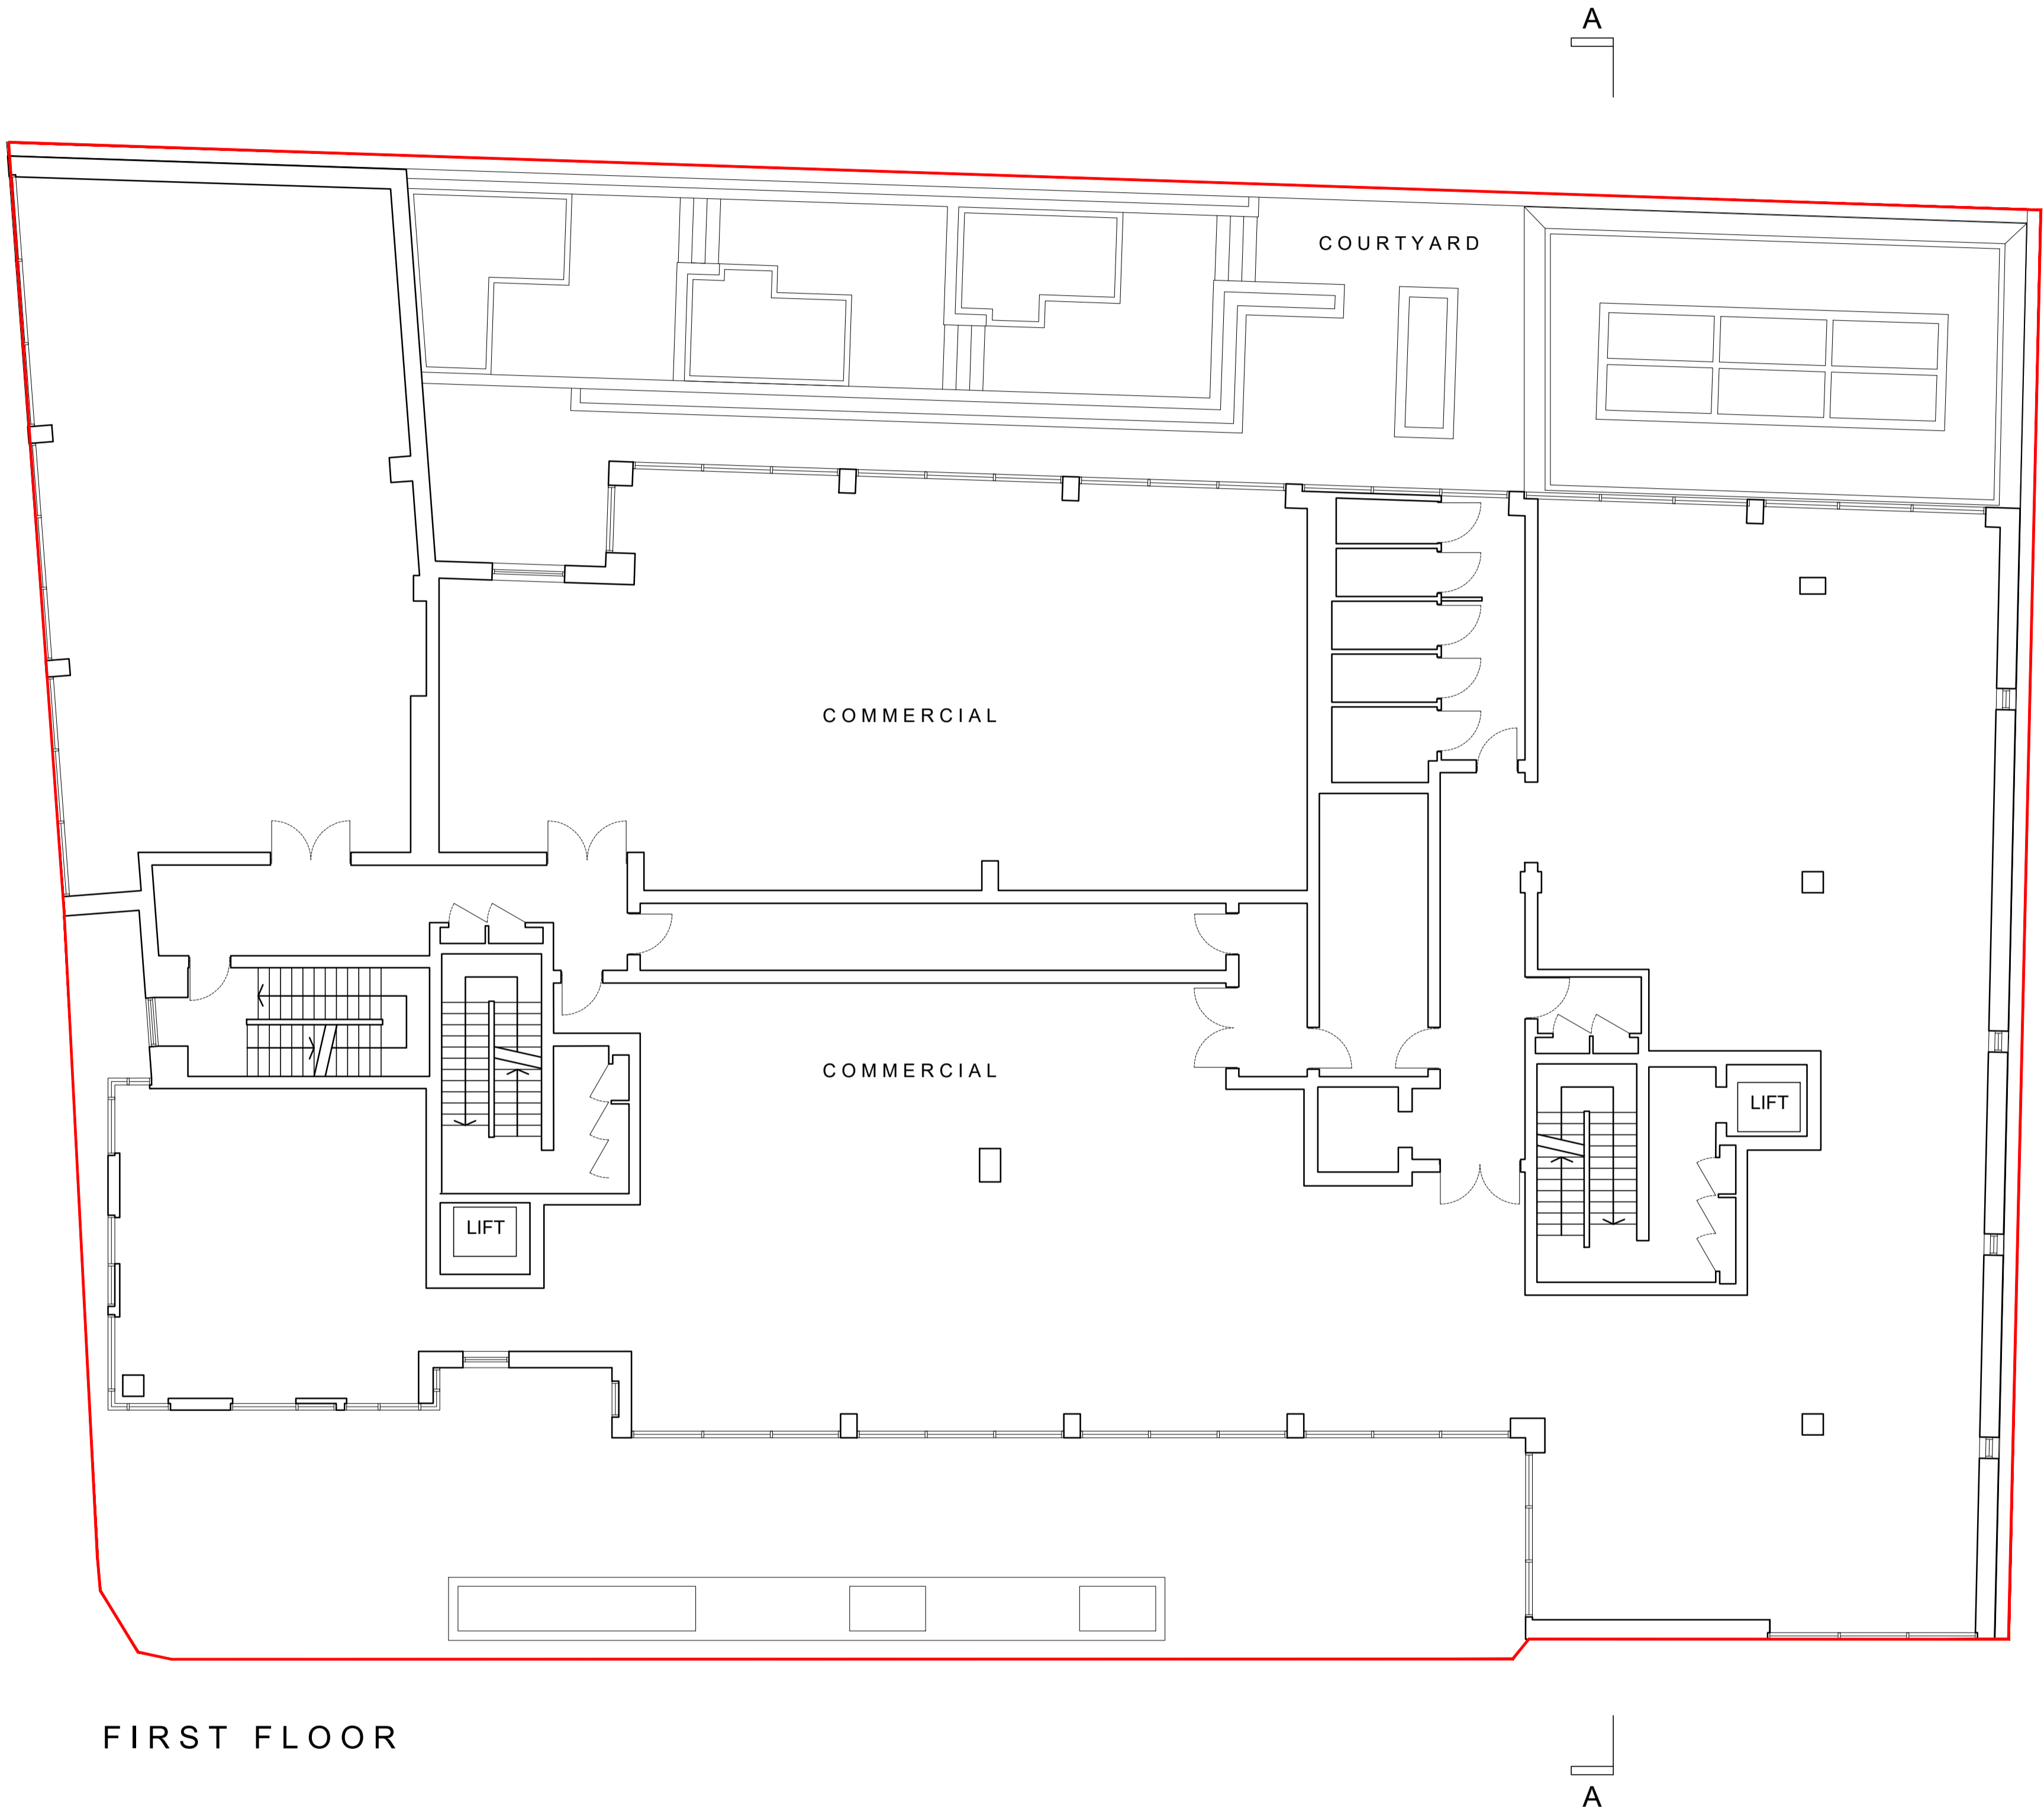 A
COURTYARD
COMMERCIAL
COMMERCIAL
LIFT
LIFT
FIRST FLOOR
A